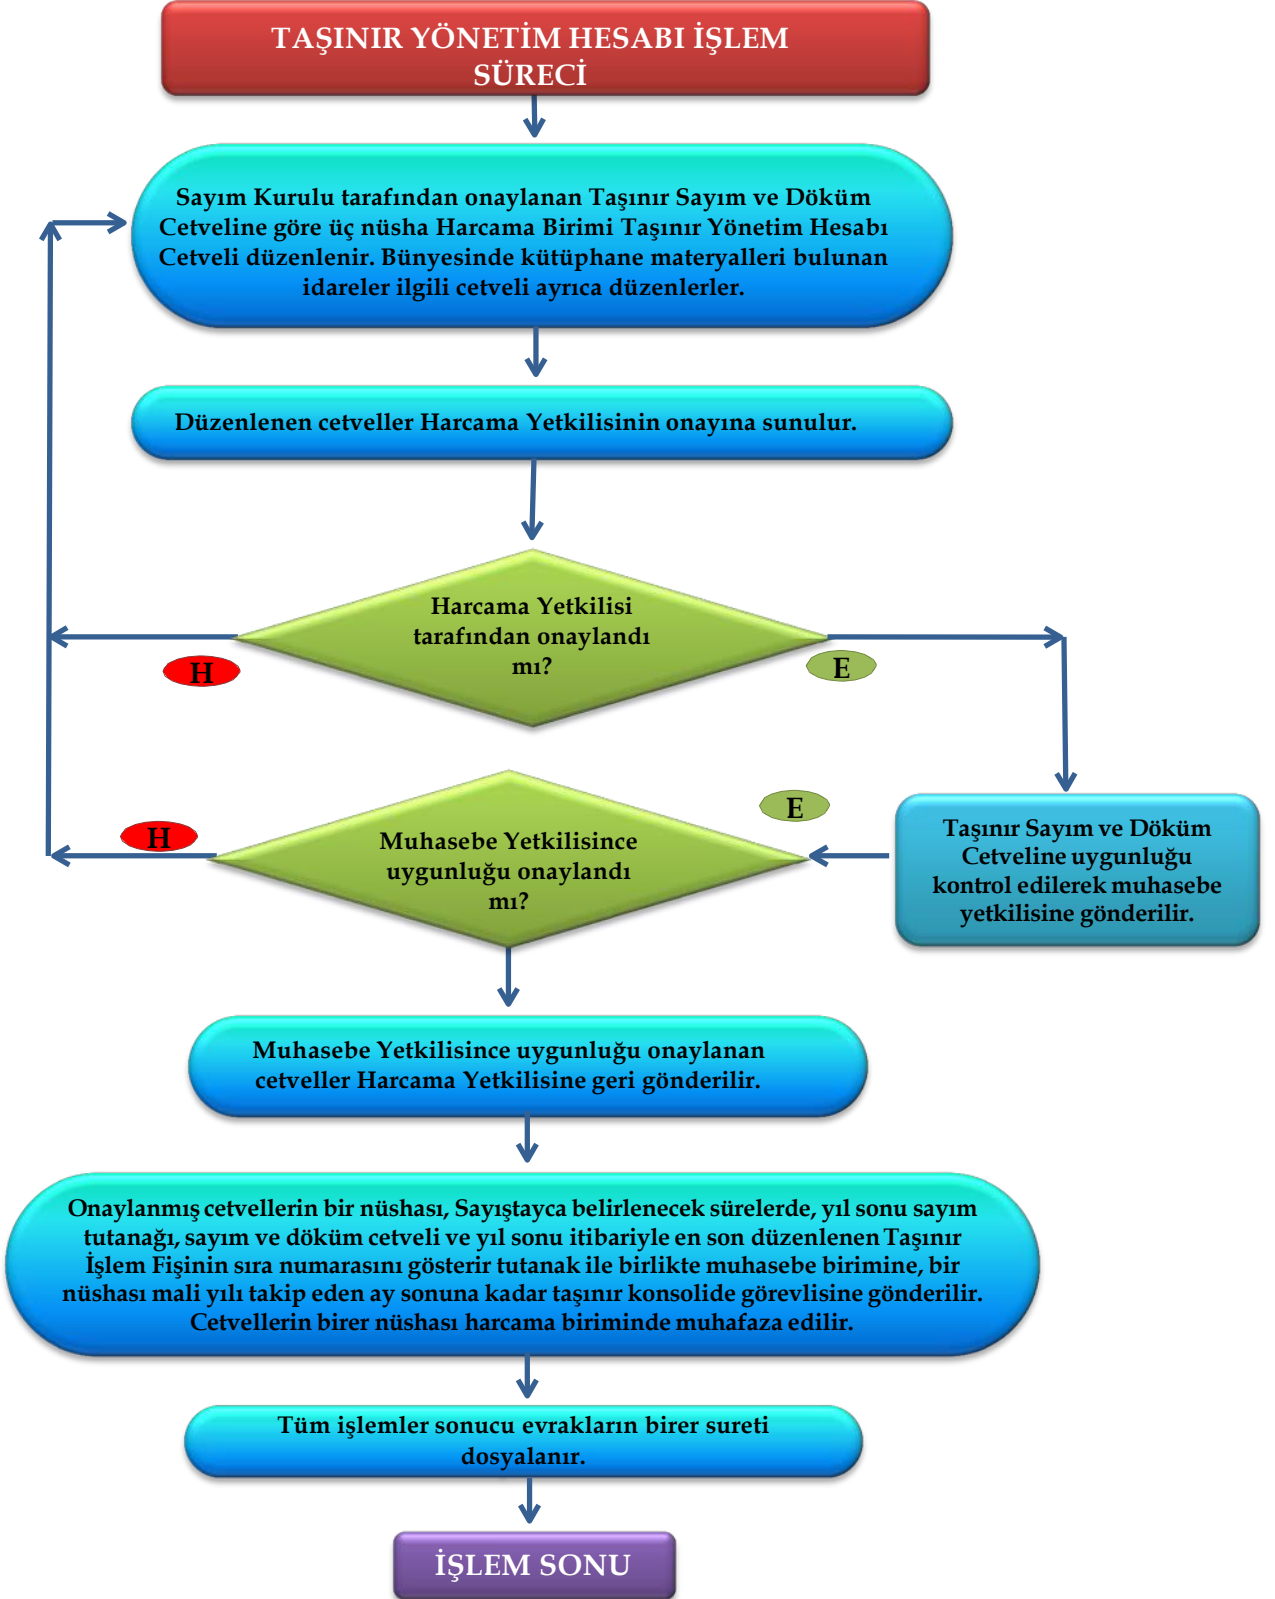 TAŞINIR YÖNETİM HESABI İŞLEM
SÜRECİ
Sayım Kurulu tarafından onaylanan Taşınır Sayım ve Döküm
Cetveline göre üç nüsha Harcama Birimi Taşınır Yönetim Hesabı
Cetveli düzenlenir. Bünyesinde kütüphane materyalleri bulunan
idareler ilgili cetveli ayrıca düzenlerler.
Düzenlenen cetveller Harcama Yetkilisinin onayına sunulur.
Harcama Yetkilisi
tarafından onaylandı
mı?
H
E
Taşınır Sayım ve Döküm
Cetveline uygunluğu
kontrol edilerek muhasebe
yetkilisine gönderilir.
E
Muhasebe Yetkilisince
uygunluğu onaylandı
mı?
H
Muhasebe Yetkilisince uygunluğu onaylanan
cetveller Harcama Yetkilisine geri gönderilir.
Onaylanmış cetvellerin bir nüshası, Sayıştayca belirlenecek sürelerde, yıl sonu sayım
tutanağı, sayım ve döküm cetveli ve yıl sonu itibariyle en son düzenlenen Taşınır
İşlem Fişinin sıra numarasını gösterir tutanak ile birlikte muhasebe birimine, bir
nüshası mali yılı takip eden ay sonuna kadar taşınır konsolide görevlisine gönderilir.
Cetvellerin birer nüshası harcama biriminde muhafaza edilir.
Tüm işlemler sonucu evrakların birer sureti
dosyalanır.
İŞLEM SONU